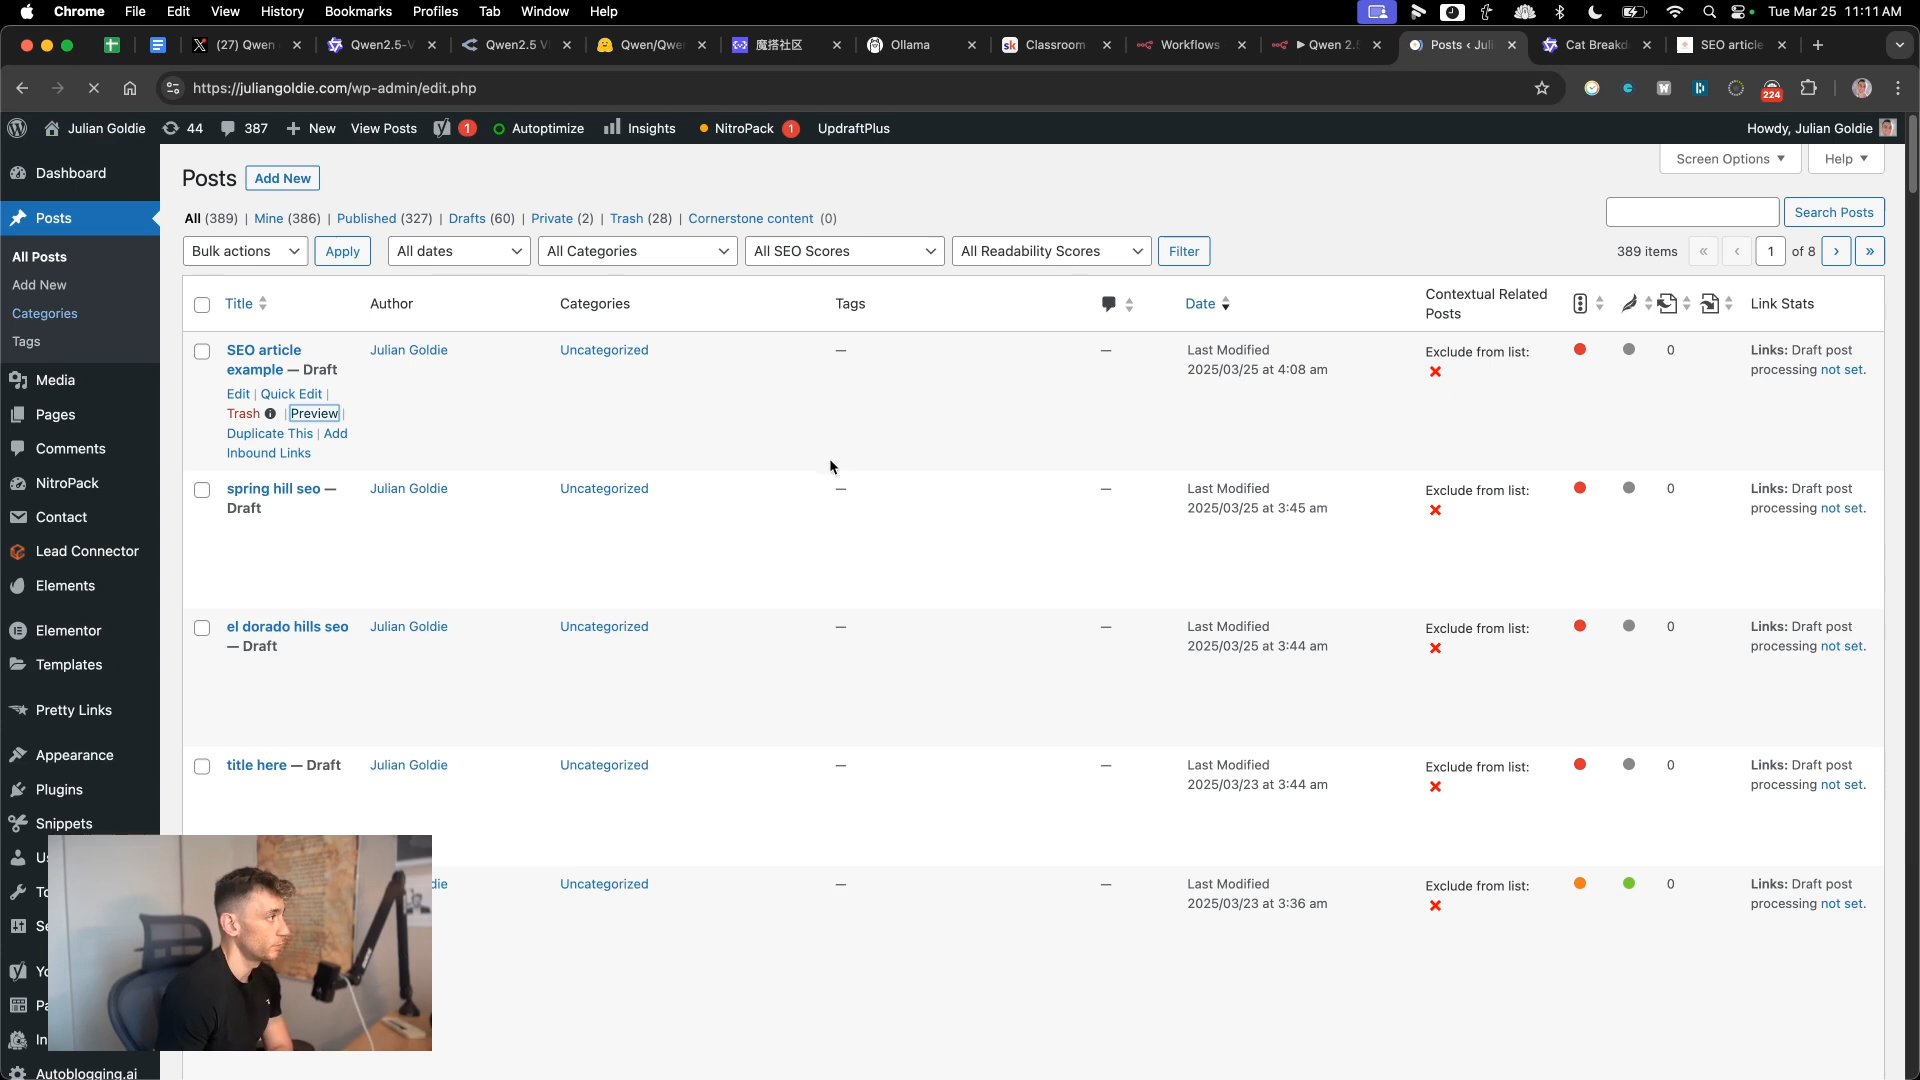 Chrome File Edit View History Bookmarks Profiles Tab Window Help Tue Mar 25 11:11 AM
(27) Qwen Qwen2.5-V Qwen2.5 V Qwen/Qwe 魔搭社区 Ollama Classroom Workflows Qwen 2. Posts ‹ Juli Cat Breakd SEO article
https://juliangoldie.com/wp-admin/edit.php 224
Julian Goldie 44 387 New View Posts 1 Autoptimize Insights NitroPack 1 UpdraftPlus Howdy, Julian Goldie
Screen Options Help
Dashboard
Posts
All Posts
Add New
Categories
Tags
Media
Pages
Comments
NitroPack
Contact
Lead Connector
Elements
Elementor
Templates
Pretty Links
Appearance
Plugins
Snippets
Autoblogging.ai
Posts Add New
All (389) | Mine (386) | Published (327) | Drafts (60) | Private (2) | Trash (28) | Cornerstone content (0)
Search Posts
Bulk actions Apply All dates All Categories All SEO Scores All Readability Scores Filter 389 items « ‹ 1 of 8 › »
Title Author Categories Tags Date Contextual Related Posts Link Stats
SEO article example — Draft Julian Goldie Uncategorized — — Last Modified 2025/03/25 at 4:08 am Exclude from list: 0 Links: Draft post processing not set.
Edit | Quick Edit |
Trash | Preview |
Duplicate This | Add
Inbound Links
spring hill seo — Draft Julian Goldie Uncategorized — — Last Modified 2025/03/25 at 3:45 am Exclude from list: 0 Links: Draft post processing not set.
el dorado hills seo — Draft Julian Goldie Uncategorized — — Last Modified 2025/03/25 at 3:44 am Exclude from list: 0 Links: Draft post processing not set.
title here — Draft Julian Goldie Uncategorized — — Last Modified 2025/03/23 at 3:44 am Exclude from list: 0 Links: Draft post processing not set.
die Uncategorized — — Last Modified 2025/03/23 at 3:36 am Exclude from list: 0 Links: Draft post processing not set.